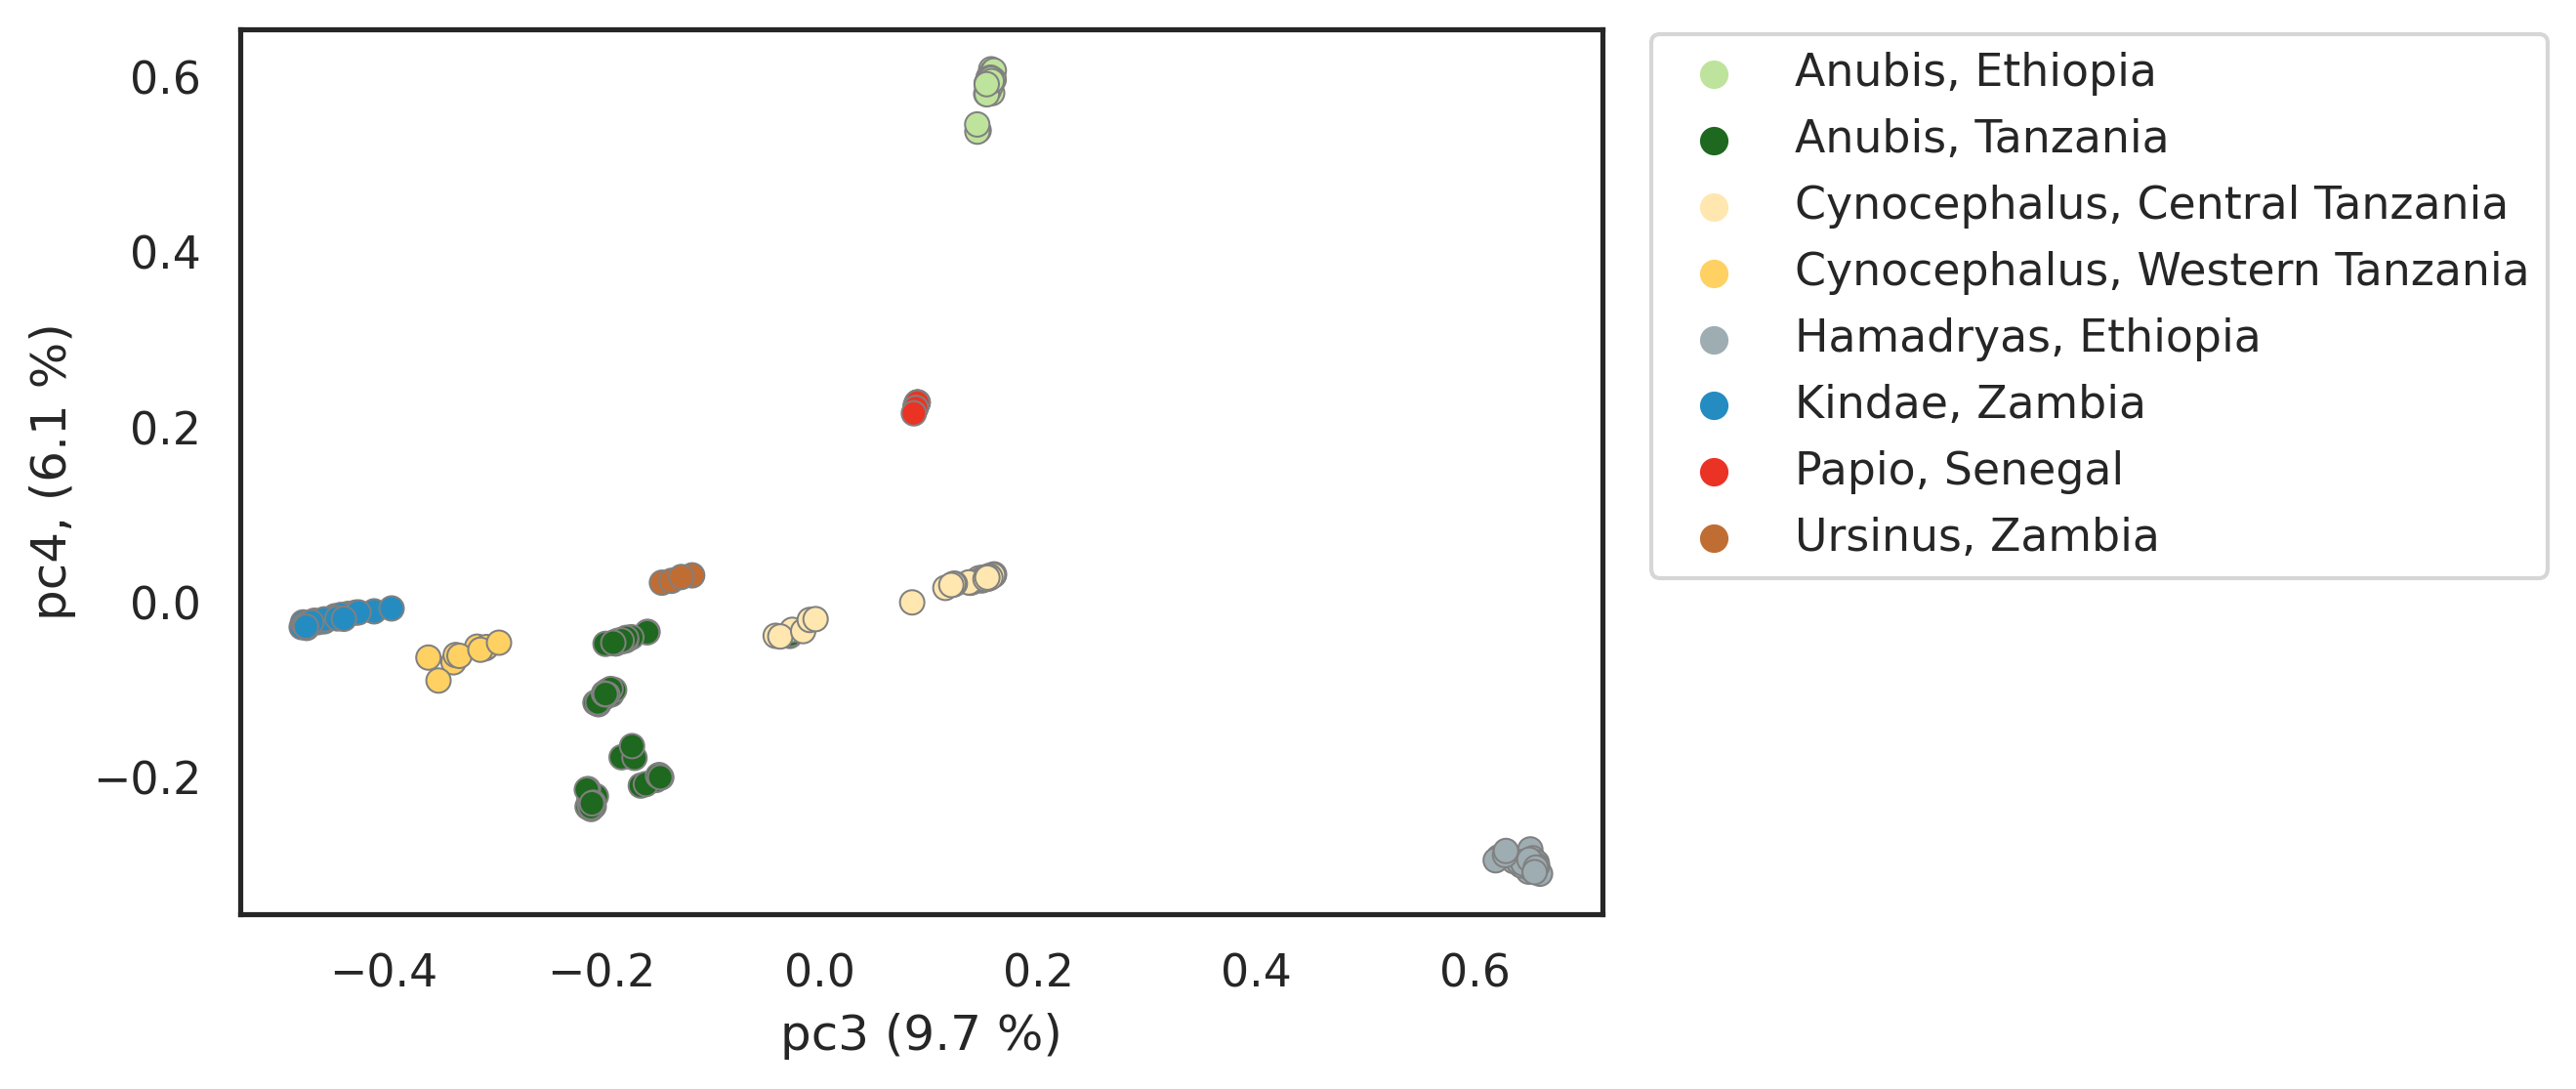 0.6
0.4
0.2
0.0
−0.2
pc4, (6.1 %)
−0.4
−0.2
0.0
0.2
0.4
0.6
pc3 (9.7 %)
Anubis, Ethiopia
Anubis, Tanzania
Cynocephalus, Central Tanzania
Cynocephalus, Western Tanzania
Hamadryas, Ethiopia
Kindae, Zambia
Papio, Senegal
Ursinus, Zambia